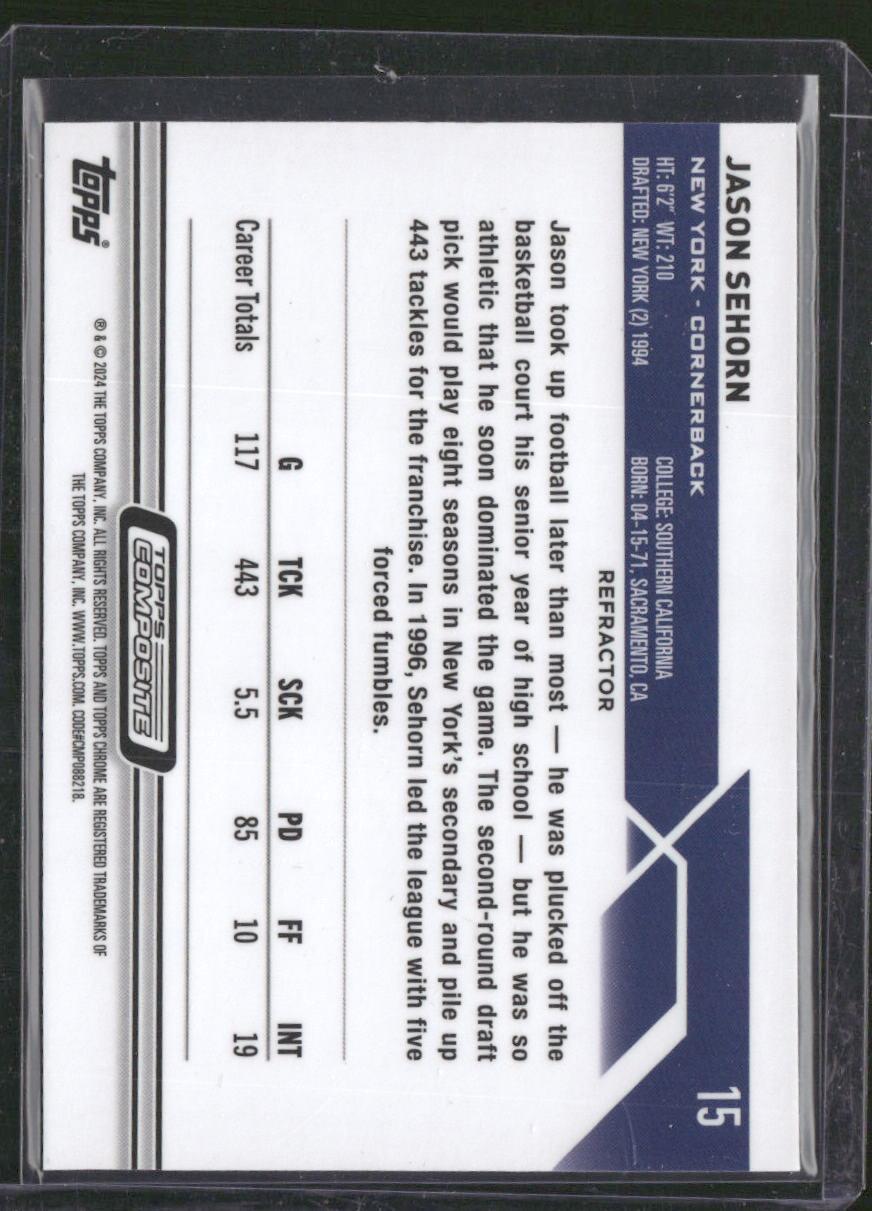 JASON SEHORN
15
NEW YORK - CORNERBACK
HT: 6'2" WT: 210
COLLEGE: SOUTHERN CALIFORNIA
DRAFTED: NEW YORK (2) 1994
BORN: 04-15-71, SACRAMENTO, CA
REFRACTOR
Jason took up football later than most — he was plucked off the
basketball court his senior year of high school — but he was so
athletic that he soon dominated the game. The second-round draft
pick would play eight seasons in New York's secondary and pile up
443 tackles for the franchise. In 1996, Sehorn led the league with five
forced fumbles.
G TCK SCK PD FF INT
Career Totals 117 443 5.5 85 10 19
TOPPS
COMPOSITE
topps®
® & © 2024 THE TOPPS COMPANY, INC. ALL RIGHTS RESERVED. TOPPS AND TOPPS CHROME ARE REGISTERED TRADEMARKS OF
THE TOPPS COMPANY, INC. WWW.TOPPS.COM. CODE#CMP088218.